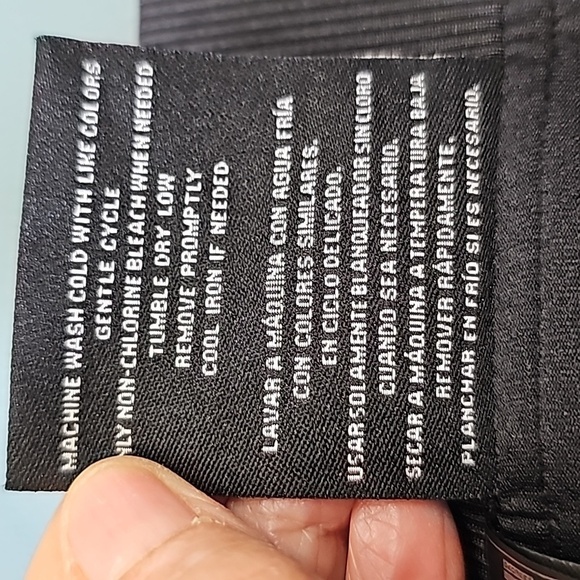 MACHINE WASH COLD WITH LIKE COLORS
GENTLE CYCLE
NLY NON-CHLORINE BLEACH WHEN NEEDED
TUMBLE DRY LOW
REMOVE PROMPTLY
COOL IRON IF NEEDED
LAVAR A MÁQUINA CON AGUA FRÍA
CON COLORES SIMILARES.
EN CICLO DELICADO.
USAR SOLAMENTE BLANQUEADOR SIN CLORO
CUANDO SEA NECESARIO.
SECAR A MÁQUINA A TEMPERATURA BAJA
REMOVER RÁPIDAMENTE.
PLANCHAR EN FRÍO SI ES NECESARIO.